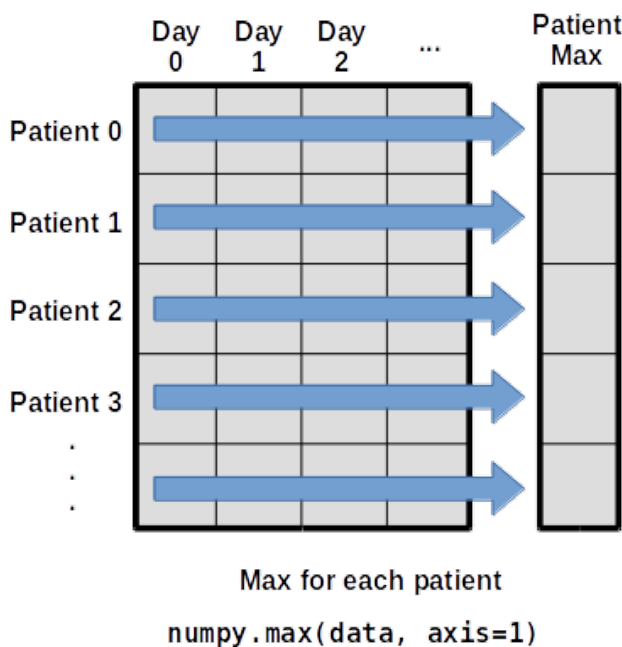 Day 0
Day 1
Day 2
...
Patient Max
Patient 0
Patient 1
Patient 2
Patient 3
.
.
.
Max for each patient
numpy.max(data, axis=1)